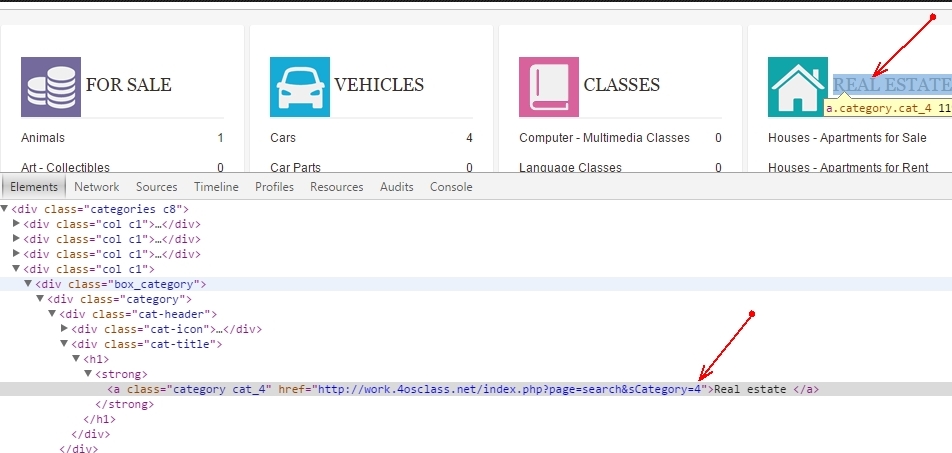 FOR SALE VEHICLES CLASSES REAL ESTATE
a.category.cat_4 11
Animals 1 Cars 4 Computer - Multimedia Classes 0 Houses - Apartments for Sale
Art - Collectibles 0 Car Parts 0 Language Classes 0 Houses - Apartments for Rent
Elements Network Sources Timeline Profiles Resources Audits Console
▼<div class="categories c8">
▶<div class="col c1">…</div>
▶<div class="col c1">…</div>
▶<div class="col c1">…</div>
▼<div class="col c1">
▼<div class="box_category">
▼<div class="category">
▼<div class="cat-header">
▶<div class="cat-icon">…</div>
▼<div class="cat-title">
▼<h1>
▼<strong>
<a class="category cat_4" href="http://work.4osclass.net/index.php?page=search&sCategory=4">Real estate </a>
</strong>
</h1>
</div>
</div>